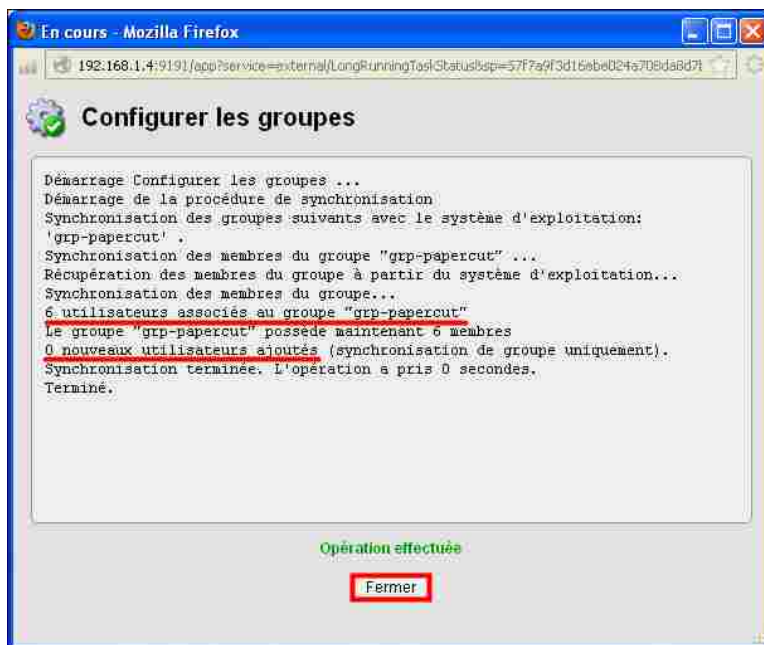 En cours - Mozilla Firefox
192.168.1.4:9191/app?service=external/LongRunningTaskStatus&sp=57f7a9f3d16ebe024a708da8d7f
Configurer les groupes
Démarrage Configurer les groupes ...
Démarrage de la procédure de synchronisation
Synchronisation des groupes suivants avec le système d'exploitation:
'grp-papercut' .
Synchronisation des membres du groupe "grp-papercut" ...
Récupération des membres du groupe à partir du système d'exploitation...
Synchronisation des membres du groupe...
6 utilisateurs associés au groupe "grp-papercut"
Le groupe "grp-papercut" possède maintenant 6 membres
0 nouveaux utilisateurs ajoutés (synchronisation de groupe uniquement).
Synchronisation terminée. L'opération a pris 0 secondes.
Terminé.
Opération effectuée
Fermer